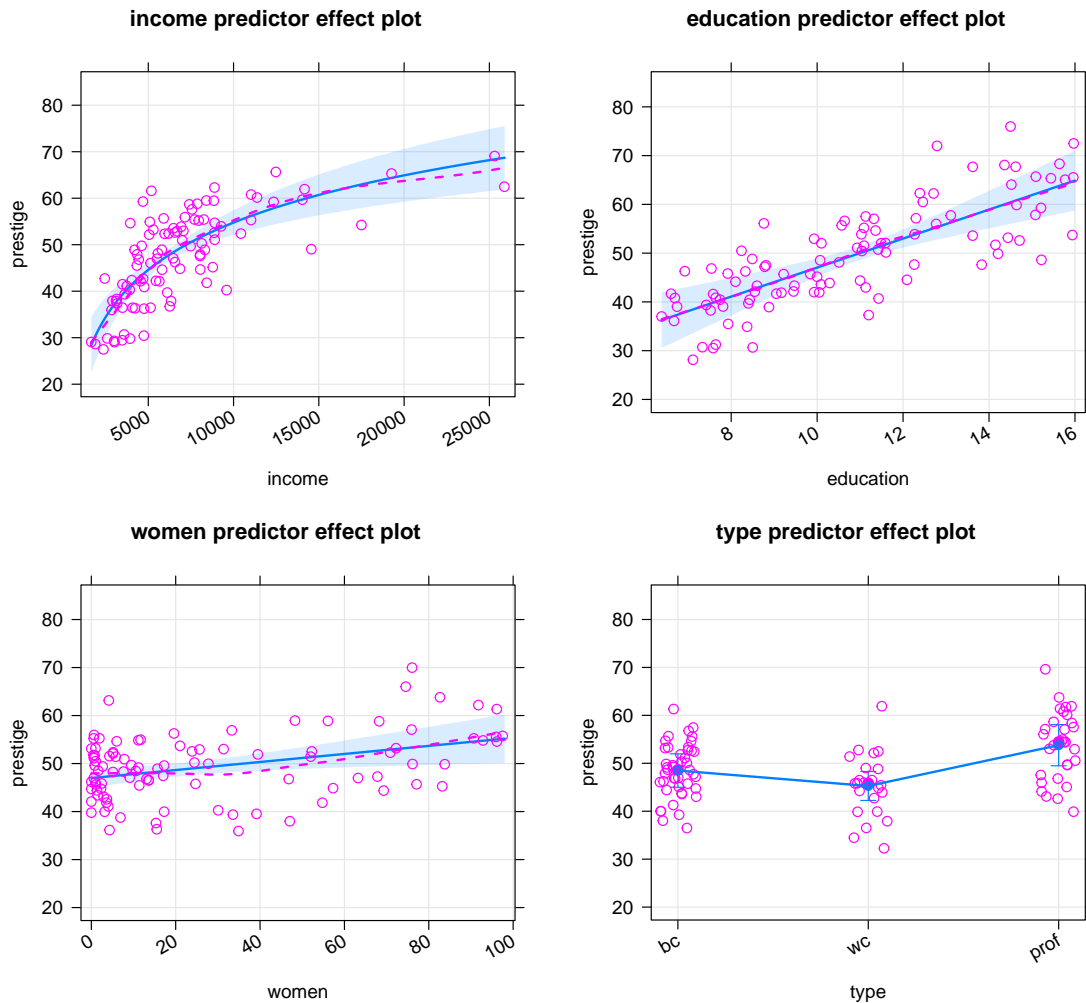 income predictor effect plot
prestige
80
70
60
50
40
30
20
5000
10000
15000
20000
25000
income
education predictor effect plot
prestige
80
70
60
50
40
30
20
8
10
12
14
16
education
women predictor effect plot
prestige
80
70
60
50
40
30
20
0
20
40
60
80
100
women
type predictor effect plot
prestige
80
70
60
50
40
30
20
bc
wc
prof
type